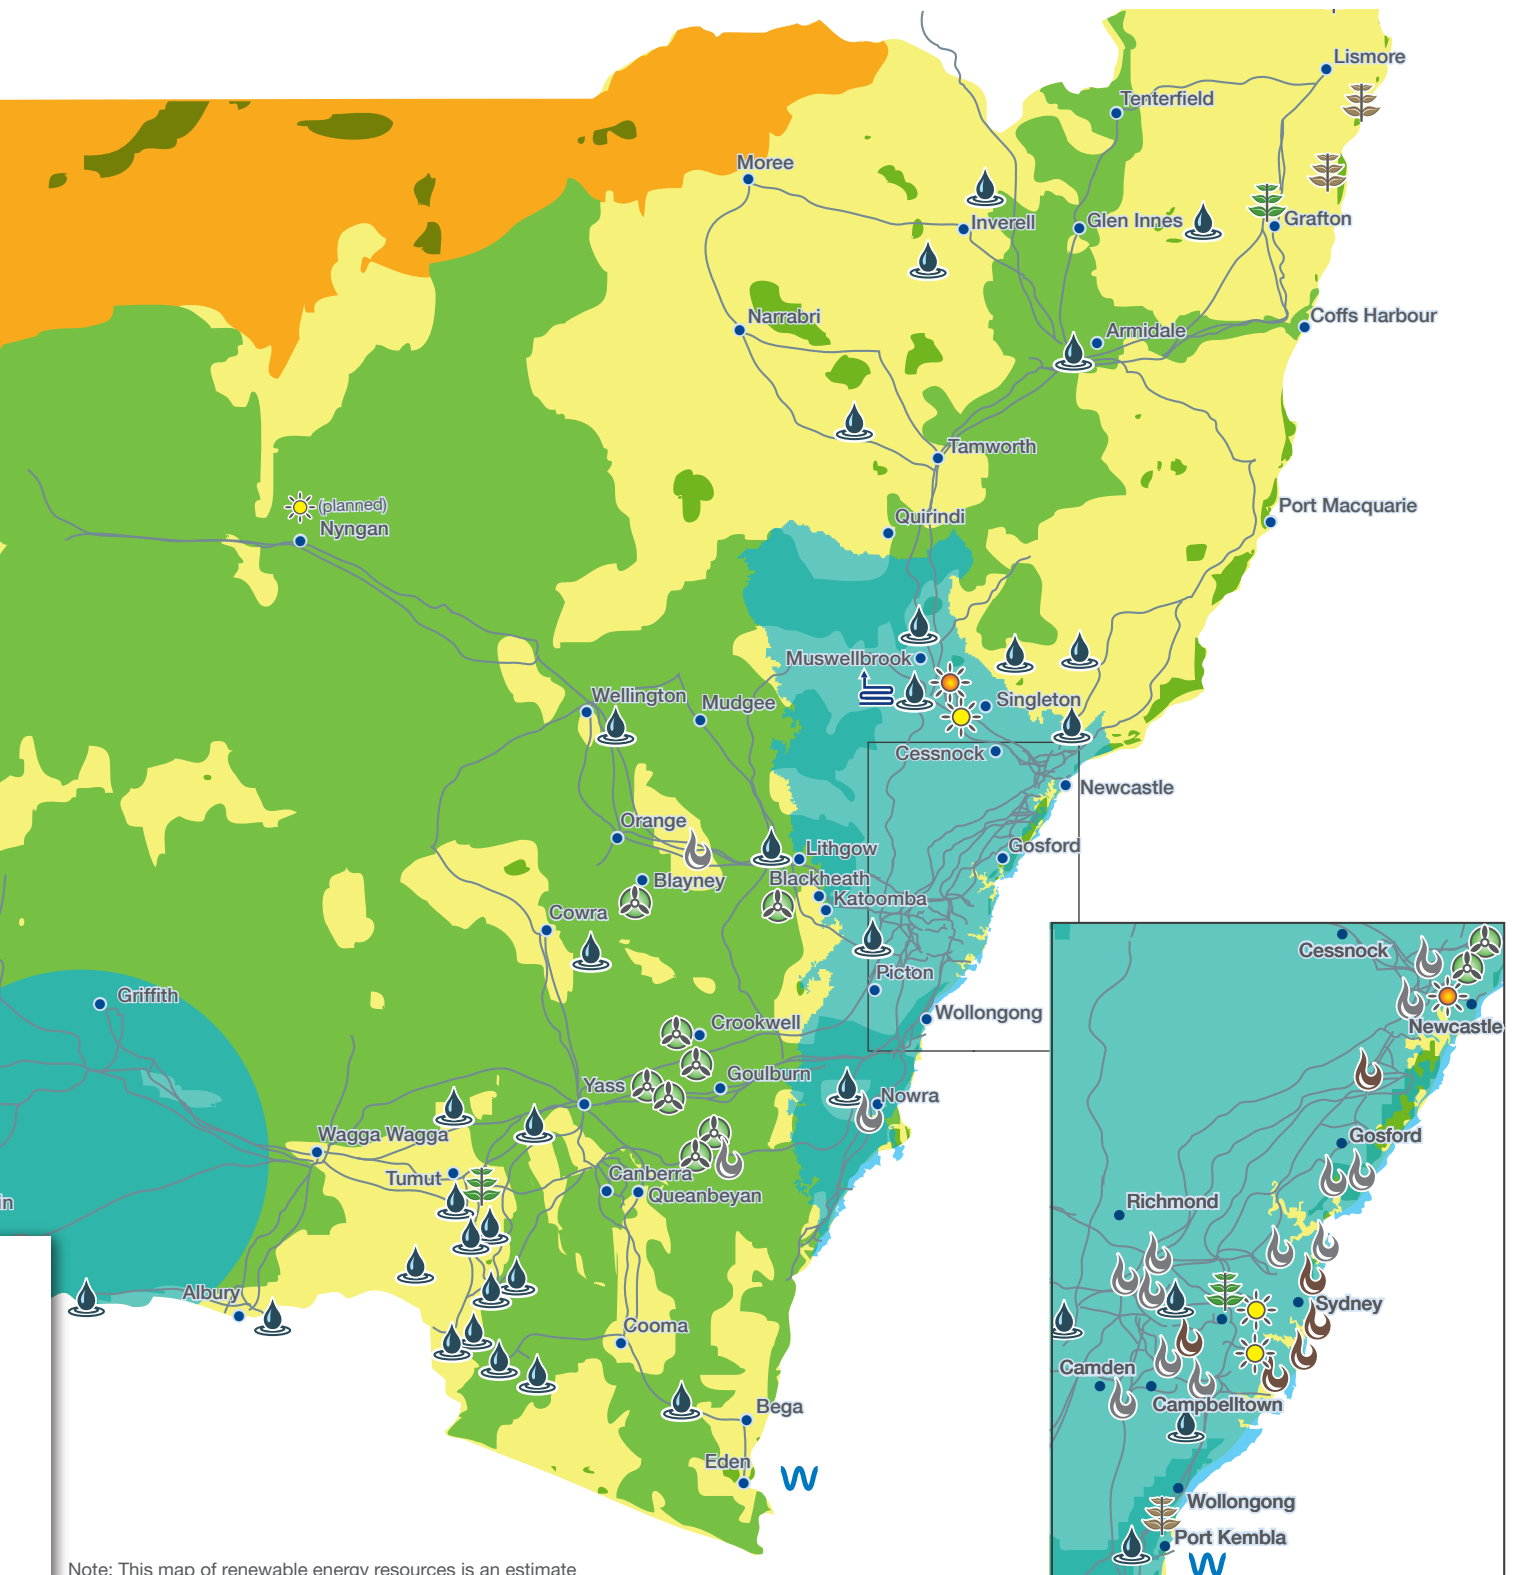 Lismore
Tenterfield
Moree
Inverell
Glen Innes
Grafton
Narrabri
Armidale
Coffs Harbour
Tamworth
(planned)
Nyngan
Quirindi
Port Macquarie
Muswellbrook
Wellington
Mudgee
Singleton
Cessnock
Newcastle
Orange
Lithgow
Gosford
Blayney
Blackheath
Katoomba
Cowra
Picton
Griffith
Crookwell
Wollongong
Yass
Goulburn
Nowra
Wagga Wagga
Tumut
Canberra
Queanbeyan
in
Albury
Cooma
Bega
Eden
Cessnock
Newcastle
Gosford
Richmond
Sydney
Camden
Campbelltown
Wollongong
Port Kembla
Note: This map of renewable energy resources is an estimate